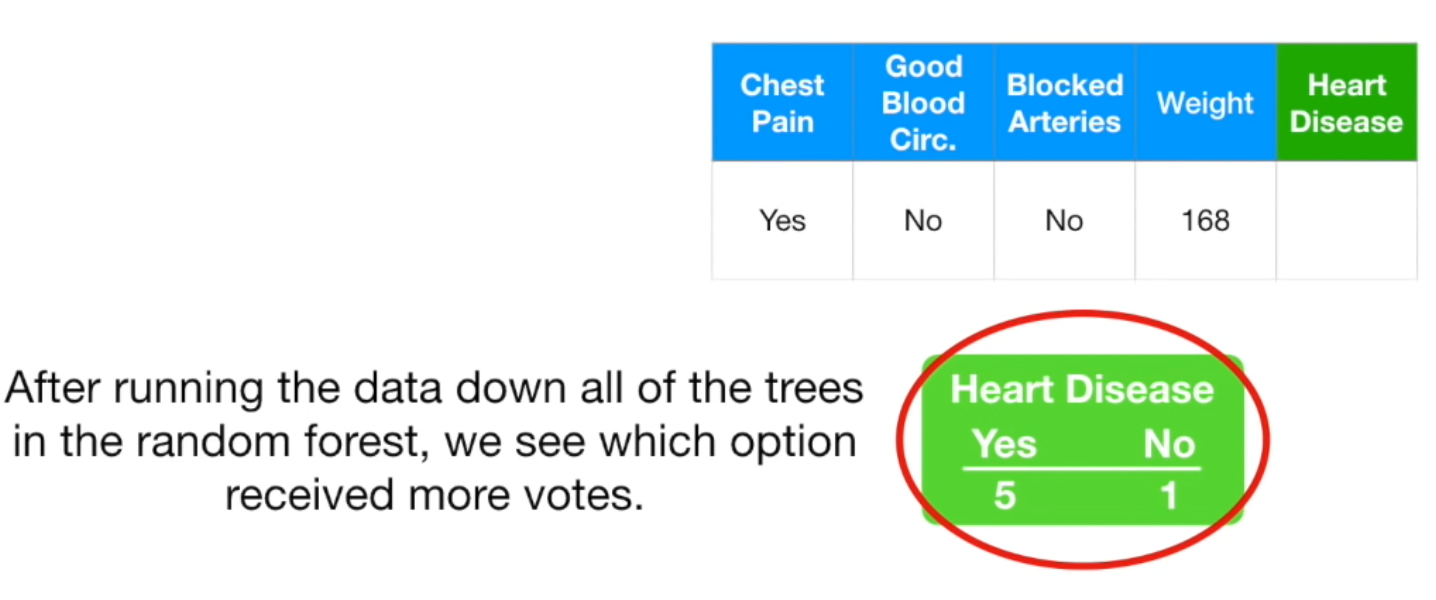 Chest Pain Good Blood Circ. Blocked Arteries Weight Heart Disease
Yes No No 168
After running the data down all of the trees
in the random forest, we see which option
received more votes.
Heart Disease
Yes No
5 1